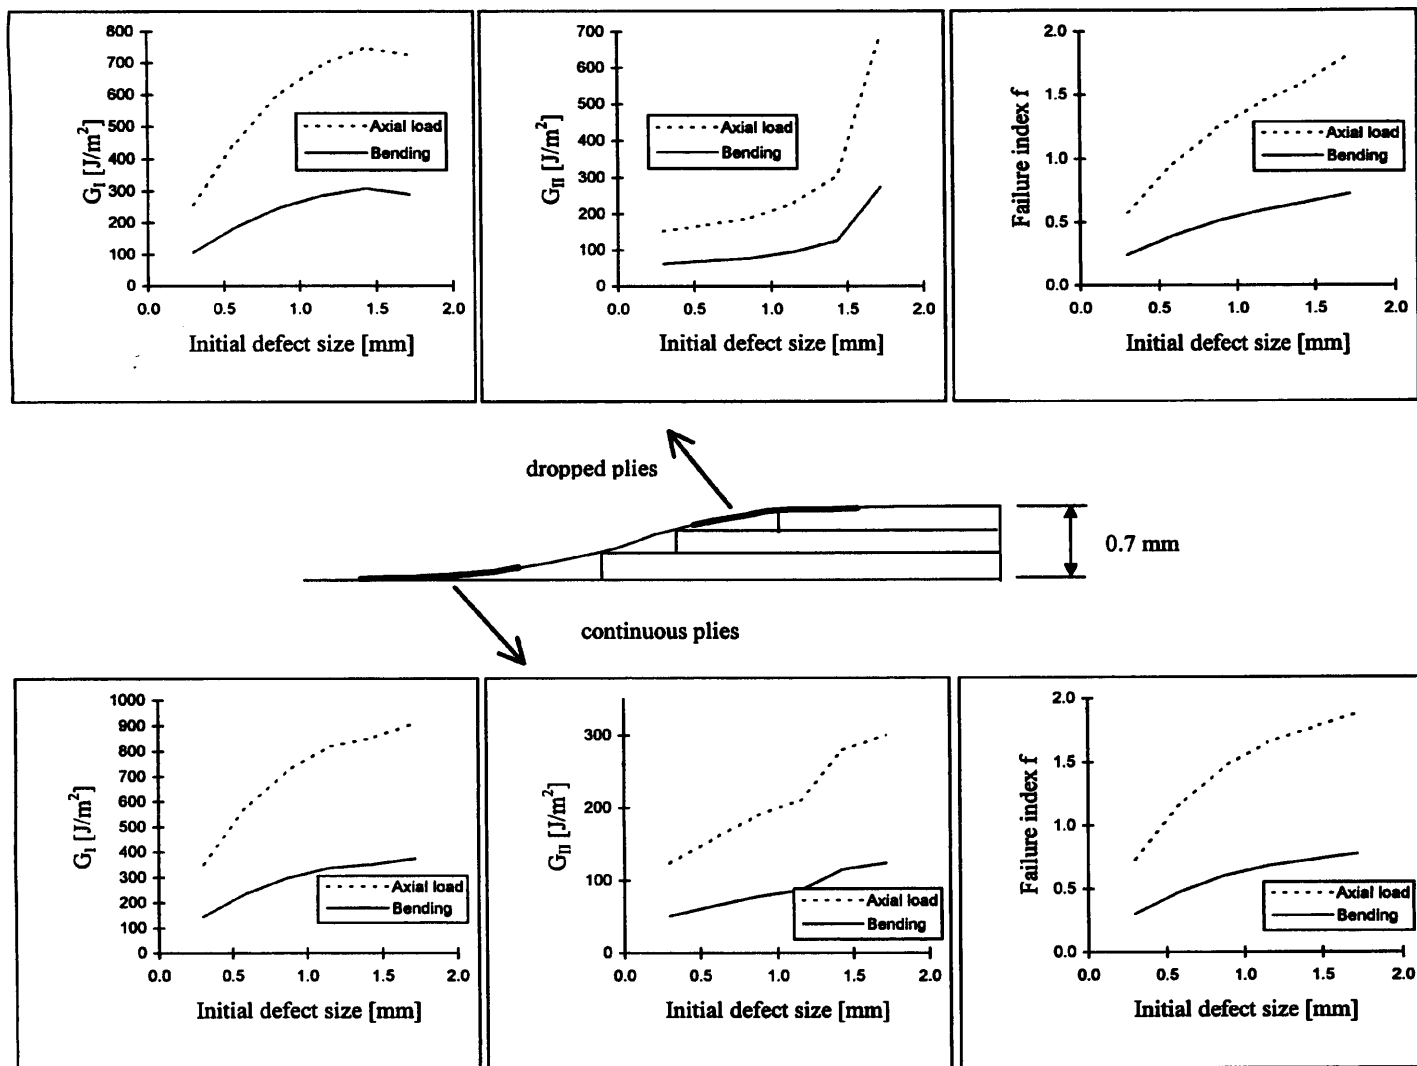 800
700
600
500
400
300
200
100
0
G_I [J/m²]
Axial load
Bending
0.0 0.5 1.0 1.5 2.0
Initial defect size [mm]
700
600
500
400
300
200
100
0
G_II [J/m²]
Axial load
Bending
0.0 0.5 1.0 1.5 2.0
Initial defect size [mm]
2.0
1.5
1.0
0.5
0.0
Failure index f
Axial load
Bending
0.0 0.5 1.0 1.5 2.0
Initial defect size [mm]
dropped plies
0.7 mm
continuous plies
1000
900
800
700
600
500
400
300
200
100
0
G_I [J/m²]
Axial load
Bending
0.0 0.5 1.0 1.5 2.0
Initial defect size [mm]
300
200
100
0
G_II [J/m²]
Axial load
Bending
0.0 0.5 1.0 1.5 2.0
Initial defect size [mm]
2.0
1.5
1.0
0.5
0.0
Failure index f
Axial load
Bending
0.0 0.5 1.0 1.5 2.0
Initial defect size [mm]